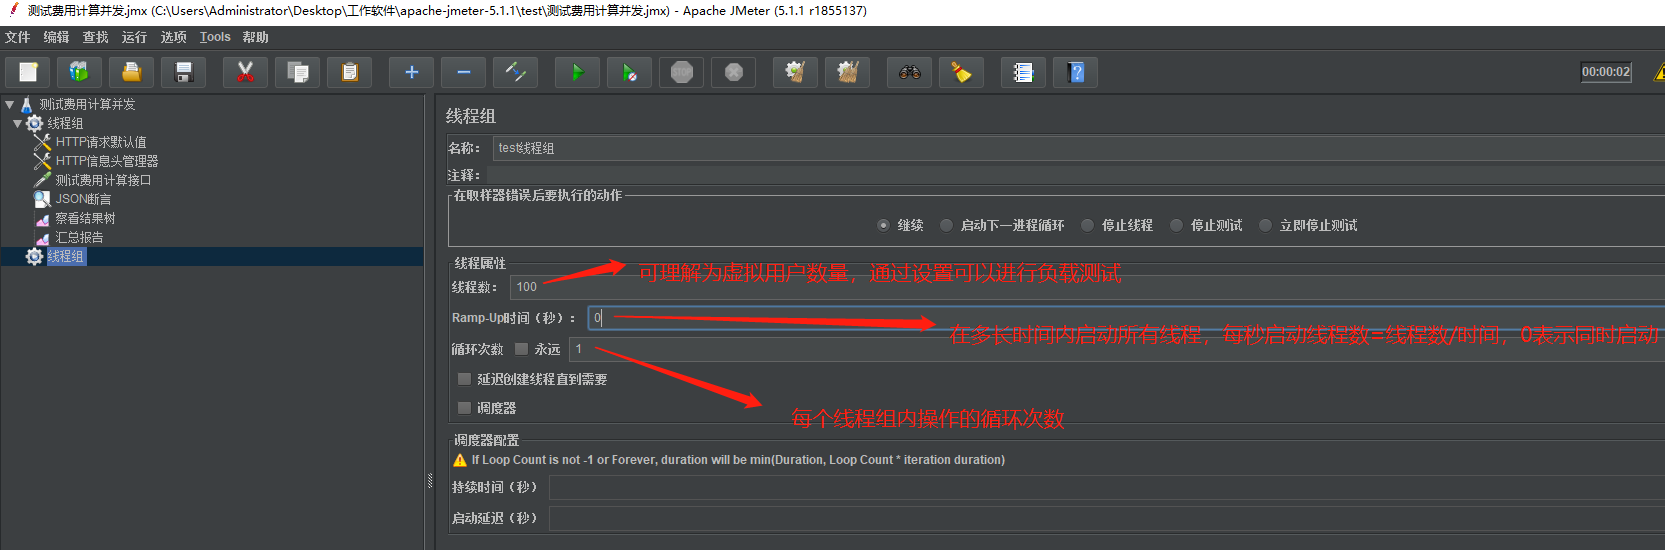 测试费用计算并发.jmx (C:\Users\Administrator\Desktop\工作软件\apache-jmeter-5.1.1\test\测试费用计算并发.jmx) - Apache JMeter (5.1.1 r1855137)
文件 编辑 查找 运行 选项 Tools 帮助
STOP
00:00:02
测试费用计算并发
线程组
HTTP请求默认值
HTTP信息头管理器
测试费用计算接口
JSON断言
察看结果树
汇总报告
线程组
线程组
名称： test线程组
注释：
在取样器错误后要执行的动作
继续 启动下一进程循环 停止线程 停止测试 立即停止测试
线程属性
可理解为虚拟用户数量，通过设置可以进行负载测试
线程数： 100
Ramp-Up时间（秒）： 0
在多长时间内启动所有线程，每秒启动线程数=线程数/时间，0表示同时启动
循环次数 永远 1
延迟创建线程直到需要
调度器
每个线程组内操作的循环次数
调度器配置
If Loop Count is not -1 or Forever, duration will be min(Duration, Loop Count * iteration duration)
持续时间（秒）
启动延迟（秒）